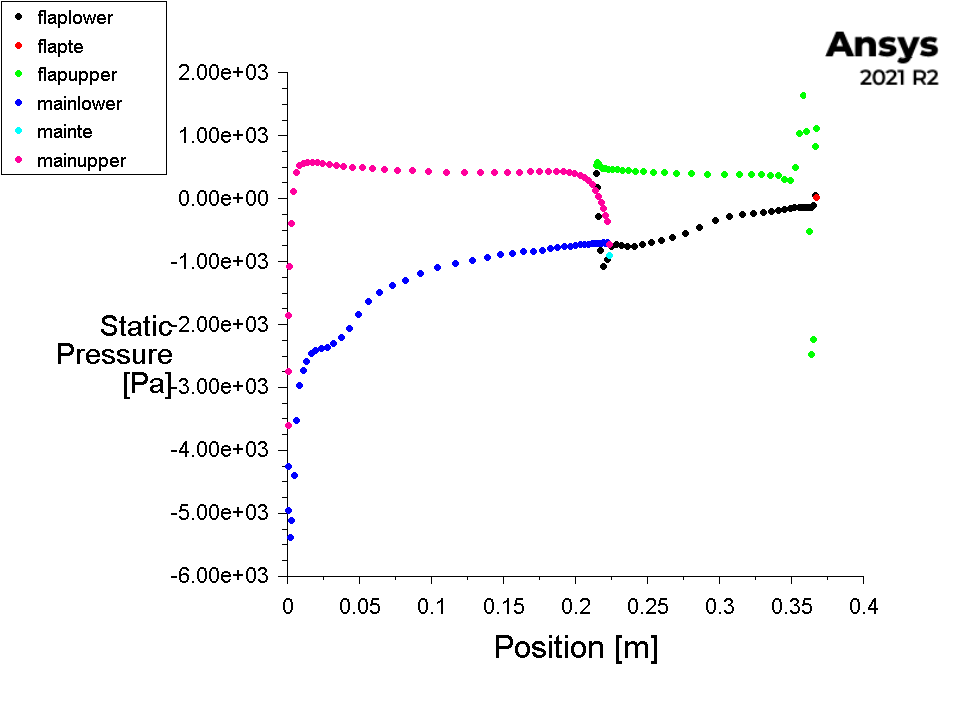 flaplower
flapte
flapupper
mainlower
mainte
mainupper
Ansys
2021 R2
2.00e+03
1.00e+03
0.00e+00
-1.00e+03
-2.00e+03
-3.00e+03
-4.00e+03
-5.00e+03
-6.00e+03
Static
Pressure
[Pa]
0 0.05 0.1 0.15 0.2 0.25 0.3 0.35 0.4
Position [m]